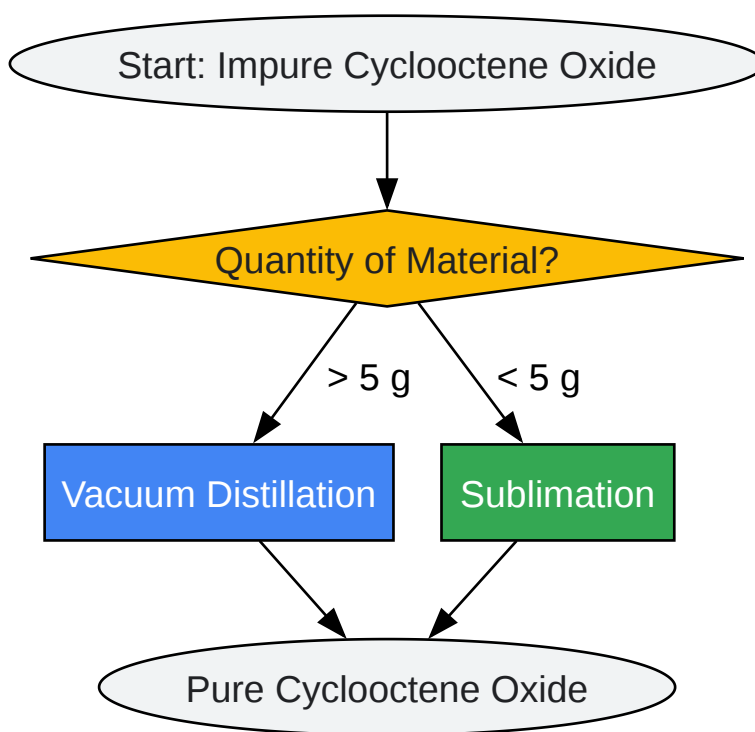 Start: Impure Cyclooctene Oxide
Quantity of Material?
> 5 g
< 5 g
Vacuum Distillation
Sublimation
Pure Cyclooctene Oxide